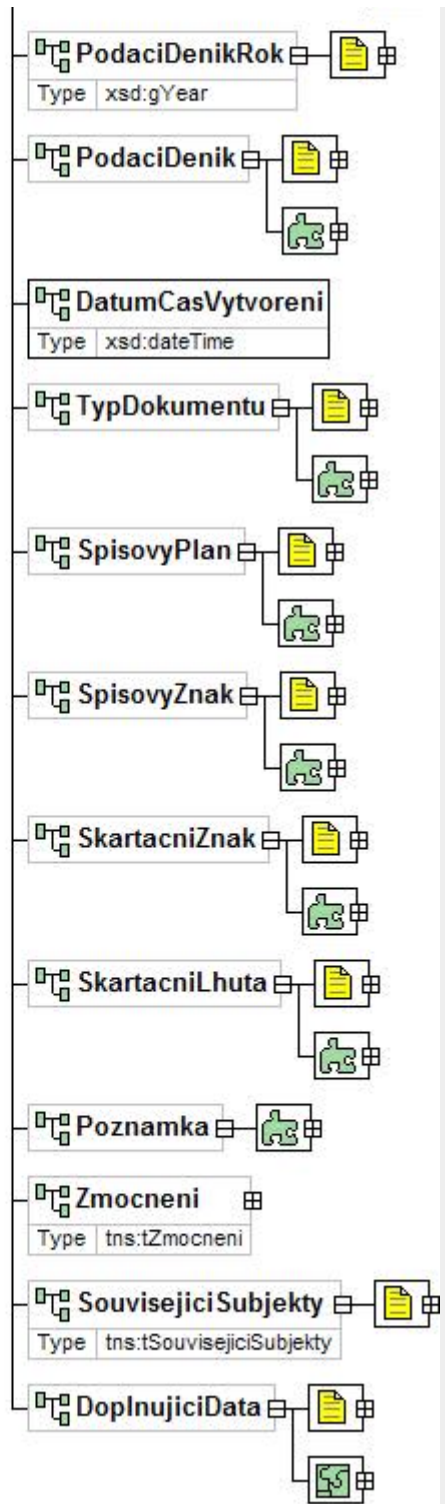 PodaciDenikRok
Type xsd:gYear
PodaciDenik
DatumCasVytvoreni
Type xsd:dateTime
TypDokumentu
SpisovyPlan
SpisovyZnak
SkartacniZnak
SkartacniLhuta
Poznamka
Zmocneni
Type tns:tZmocneni
SouvisejiciSubjekty
Type tns:tSouvisejiciSubjekty
DoplnujiciData